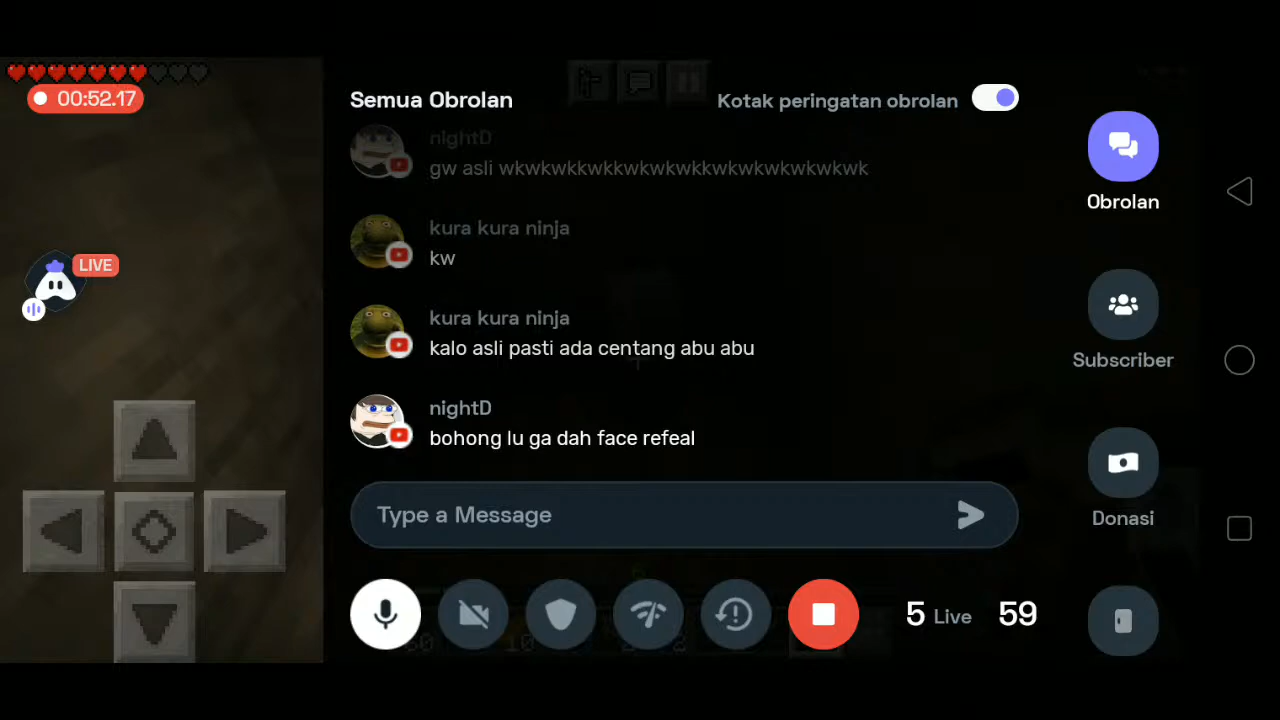 00:52.17
Semua Obrolan
Kotak peringatan obrolan
nightD
gw asli wkwkwkkwkkwkwkwkkwkwkwkwkwkwk
kura kura ninja
kw
kura kura ninja
kalo asli pasti ada centang abu abu
nightD
bohong lu ga dah face refeal
LIVE
Type a Message
5 Live 59
Obrolan
Subscriber
Donasi